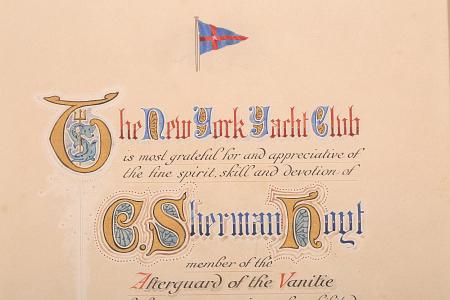 The New York Yacht Club
is most grateful for and appreciative of
the fine spirit, skill and devotion of
C. Sherman Hoyt
member of the
Afterguard of the Vanitie